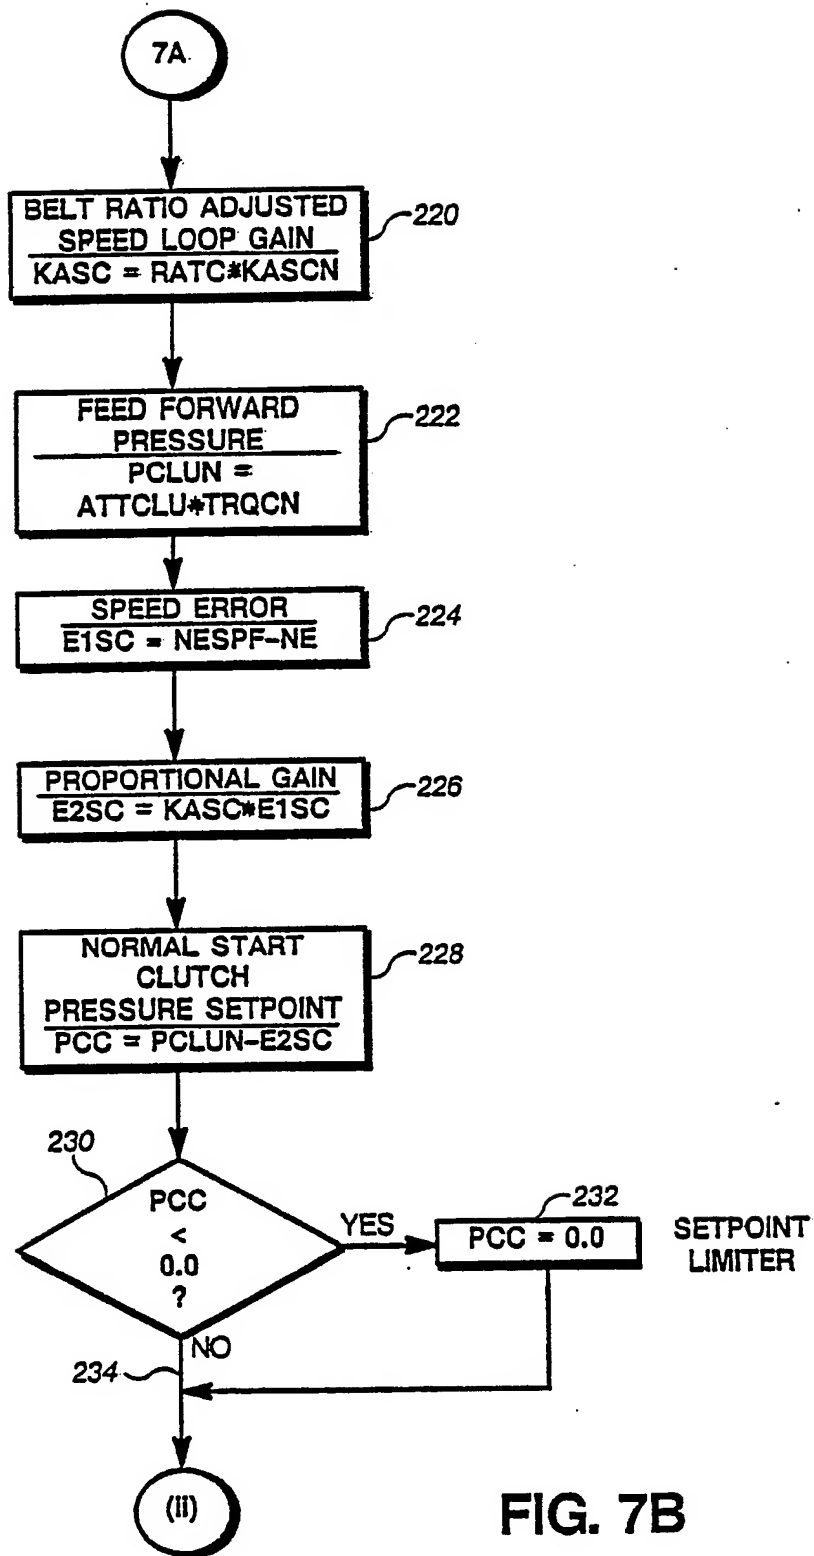 7A
BELT RATIO ADJUSTED
SPEED LOOP GAIN
KASC = RATC*KASCN
220
FEED FORWARD
PRESSURE
PCLUN =
ATTCLU*TRQCN
222
SPEED ERROR
E1SC = NESPF-NE
224
PROPORTIONAL GAIN
E2SC = KASC*E1SC
226
NORMAL START
CLUTCH
PRESSURE SETPOINT
PCC = PCLUN-E2SC
228
230
PCC
<
0.0
?
YES
232
PCC = 0.0
SETPOINT
LIMITER
NO
234
(ii)
FIG. 7B